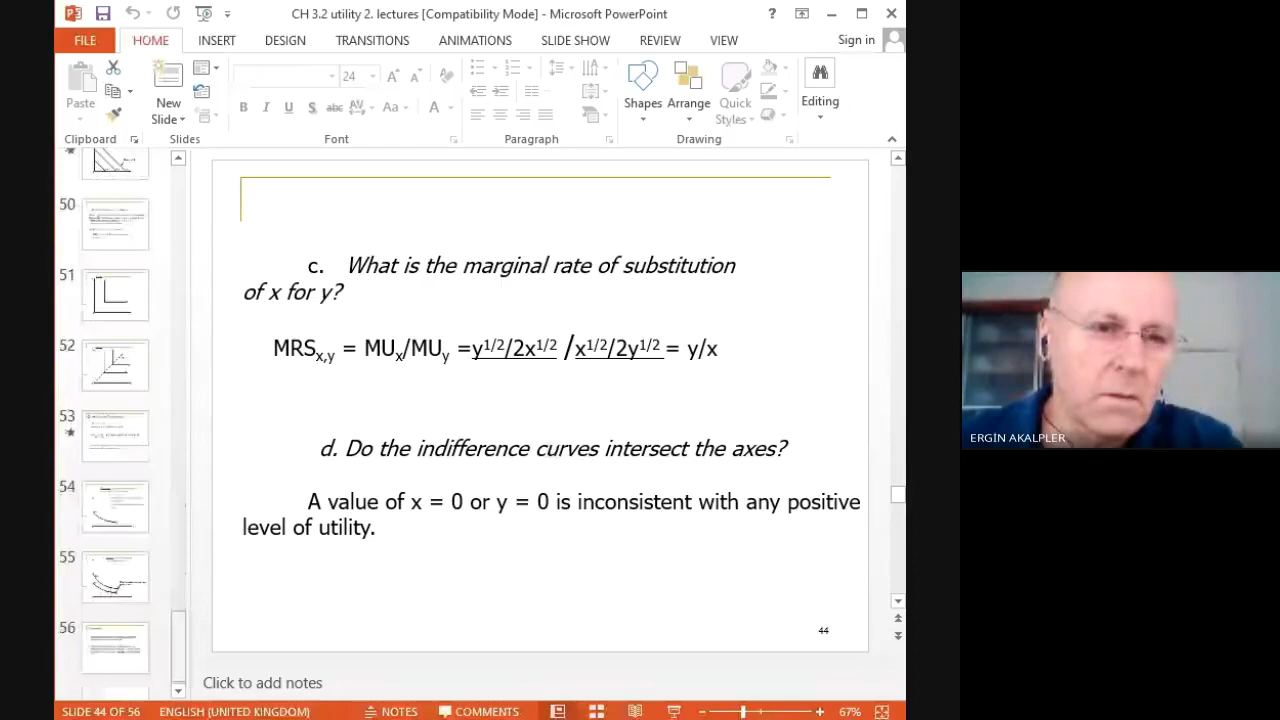 CH 3.2 utility 2. lectures [Compatibility Mode] - Microsoft PowerPoint
FILE HOME INSERT DESIGN TRANSITIONS ANIMATIONS SLIDE SHOW REVIEW VIEW Sign in
Paste
New
Slide
24
B I U S abc AV Aa A
Shapes Arrange Quick
Styles
Editing
Clipboard Slides Font Paragraph Drawing
50
51
52
53
54
55
56
c. What is the marginal rate of substitution
of x for y?
MRSx,y = MUx/MUy =y1/2/2x1/2 /x1/2/2y1/2 = y/x
d. Do the indifference curves intersect the axes?
A value of x = 0 or y = 0 is inconsistent with any positive
level of utility.
44
ERGİN AKALPLER
Click to add notes
SLIDE 44 OF 56 ENGLISH (UNITED KINGDOM) NOTES COMMENTS 67%